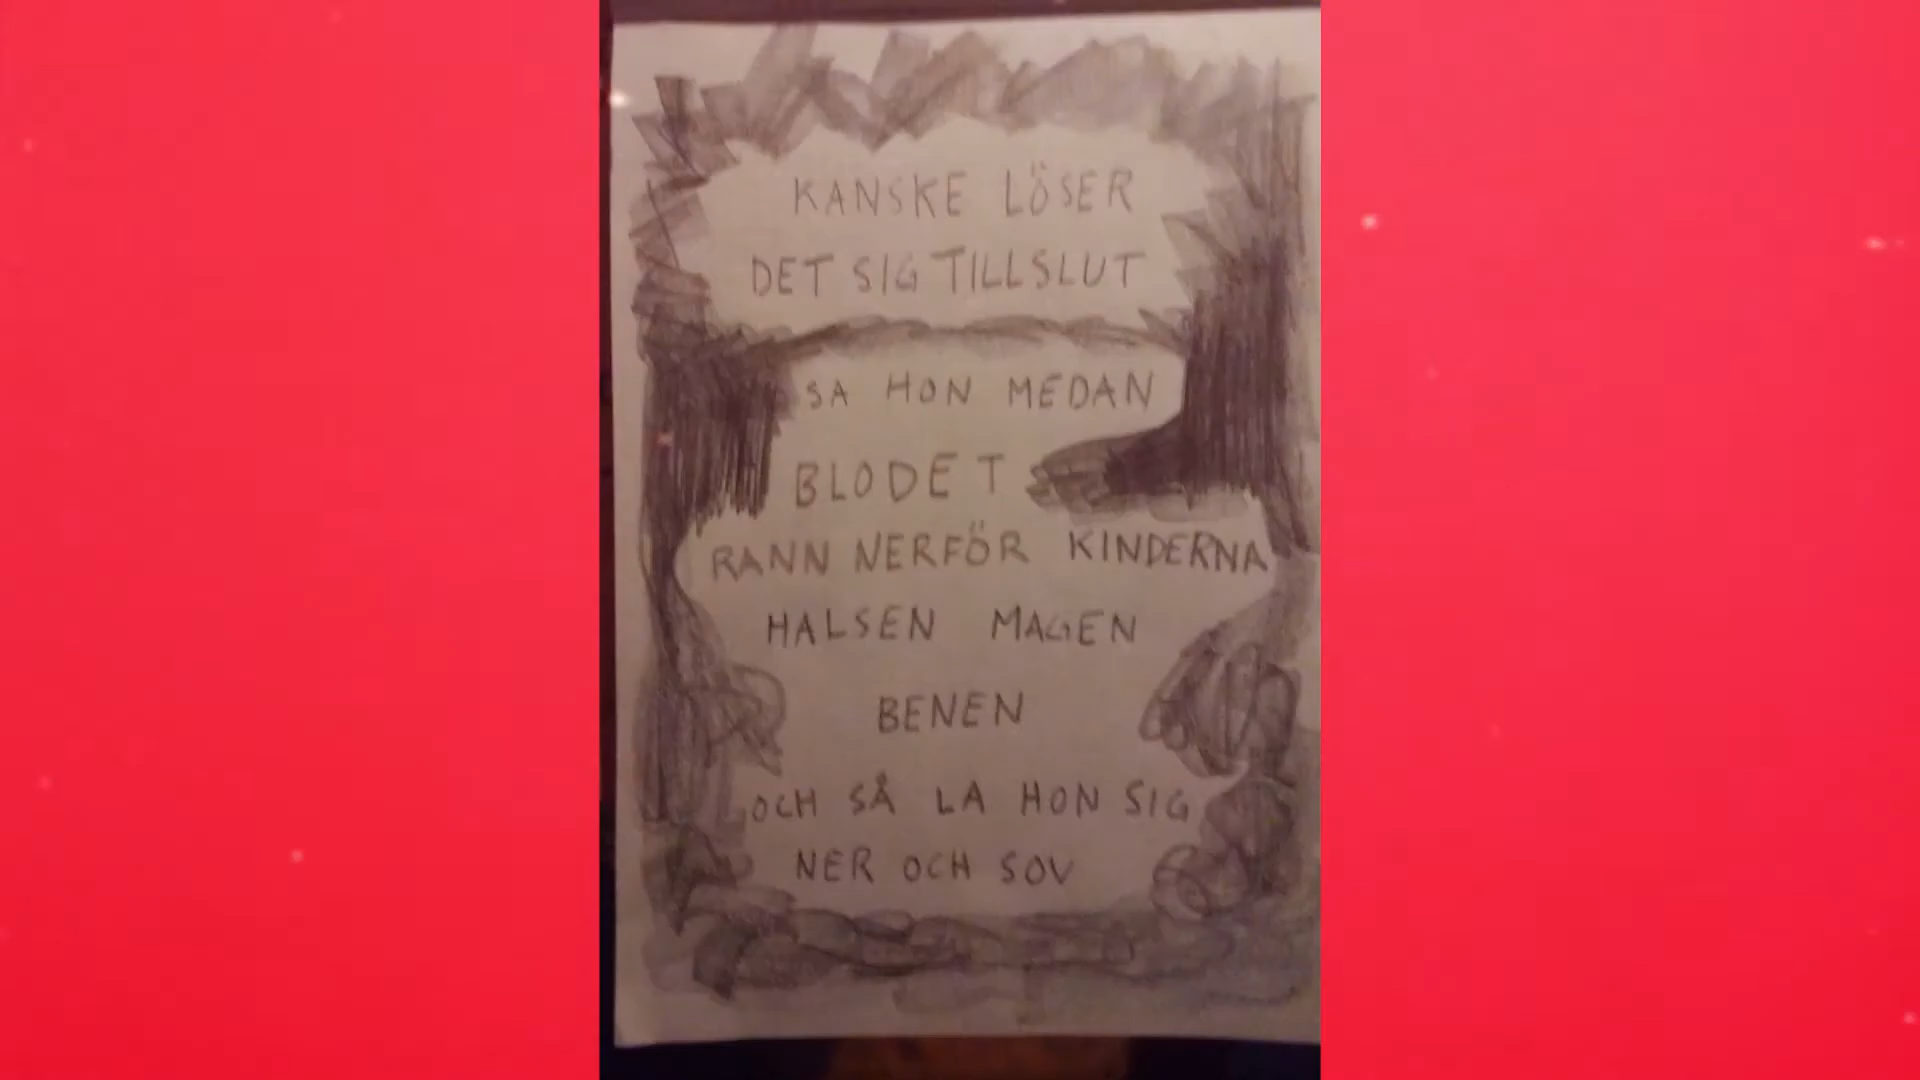 KANSKE LÖSER
DET SIG TILLSLUT
SA HON MEDAN
BLODET
RANN NERFÖR KINDERNA
HALSEN MAGEN
BENEN
OCH SÅ LA HON SIG
NER OCH SOV